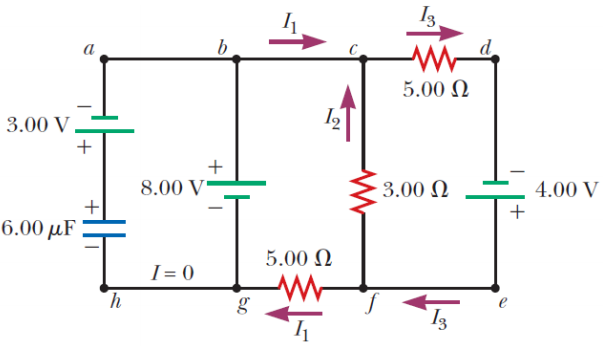 I₁
I₃
a
b
c
d
−
5.00 Ω
3.00 V
I₂
−
+
+
8.00 V
3.00 Ω
4.00 V
+
−
+
6.00 μF
−
5.00 Ω
I = 0
h
g
f
e
I₁
I₃